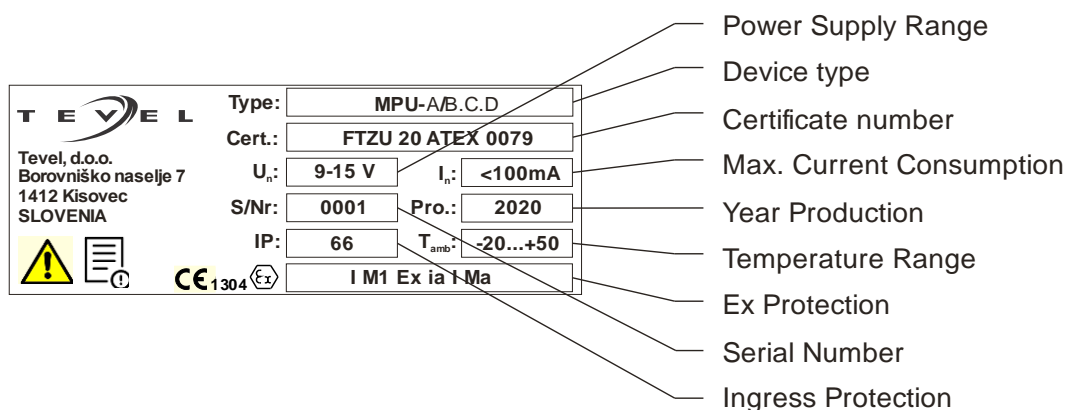 Power Supply Range
Device type
Certificate number
Max. Current Consumption
Year Production
Temperature Range
Ex Protection
Serial Number
Ingress Protection
TEVEL
Tevel, d.o.o.
Borovniško naselje 7
1412 Kisovec
SLOVENIA
Type: MPU-A/B.C.D
Cert.: FTZU 20 ATEX 0079
Un: 9-15 V In: <100mA
S/Nr: 0001 Pro.: 2020
IP: 66 Tamb: -20...+50
CE 1304 Ex I M1 Ex ia I Ma